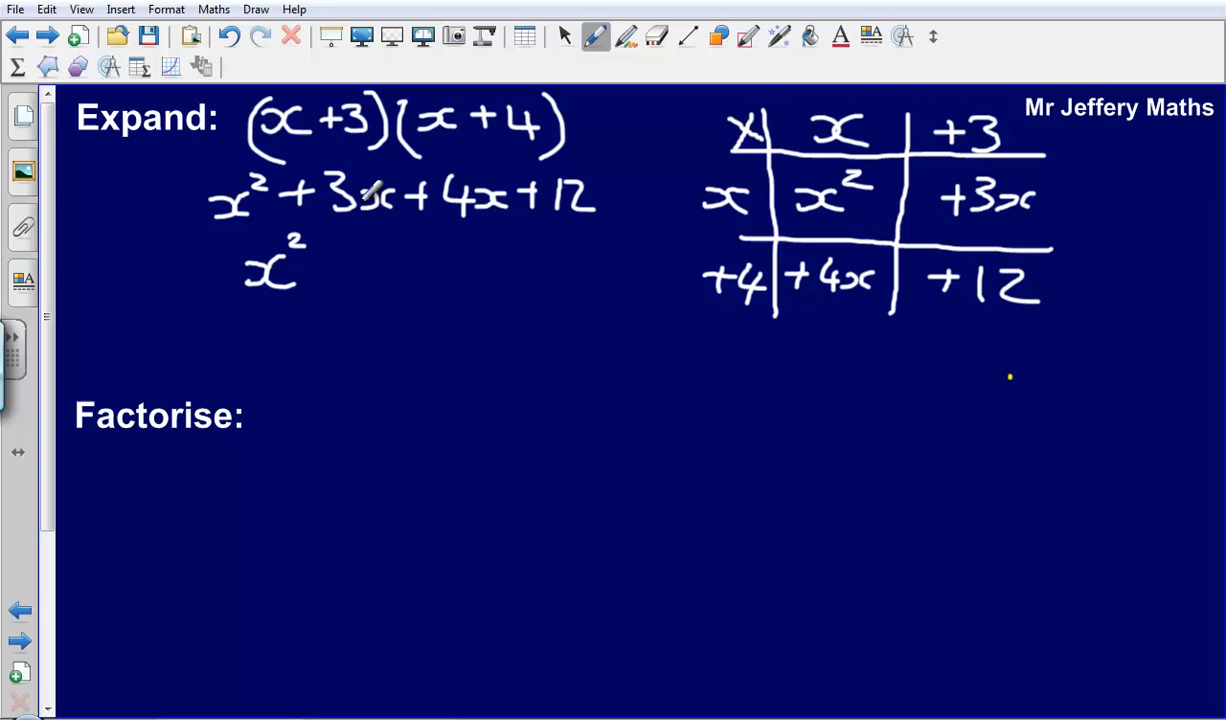 File Edit View Insert Format Maths Draw Help
Expand: (x+3)(x+4)
x² + 3x + 4x + 12
x²
Mr Jeffery Maths
× x +3
x x² +3x
+4 +4x +12
Factorise: